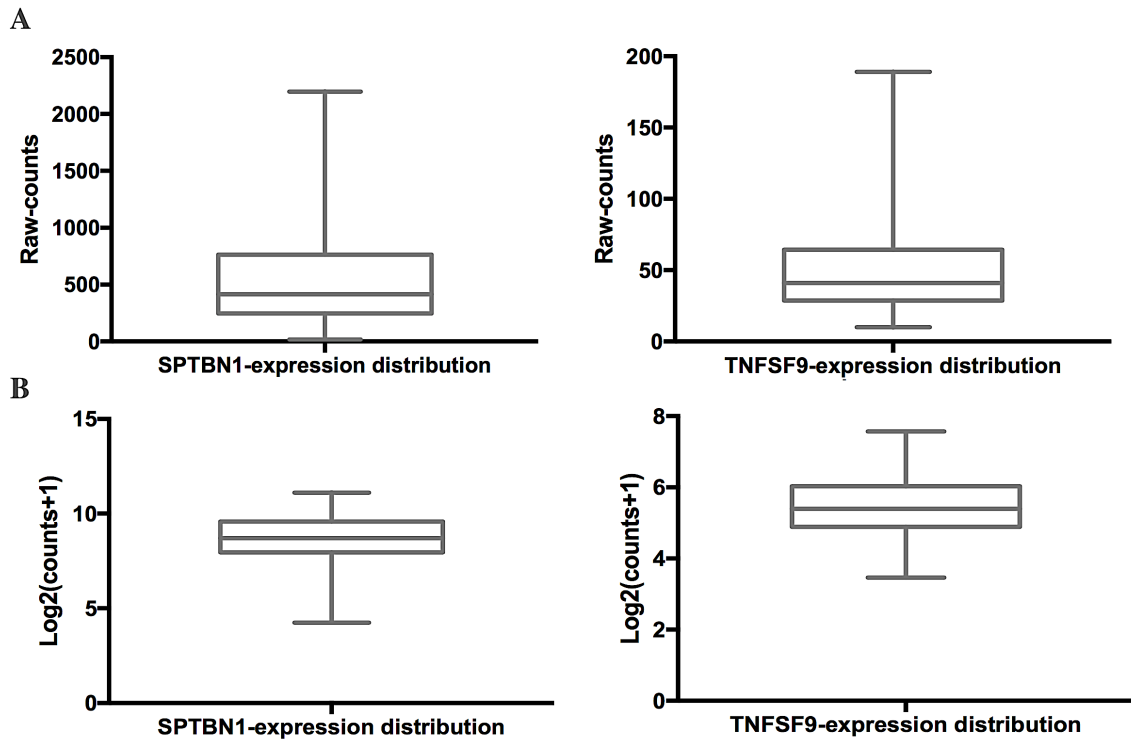 A
2500
2000
1500
1000
500
0
Raw-counts
SPTBN1-expression distribution
200
150
100
50
0
Raw-counts
TNFSF9-expression distribution
B
15
10
5
0
Log2(counts+1)
SPTBN1-expression distribution
8
6
4
2
0
Log2(counts+1)
TNFSF9-expression distribution